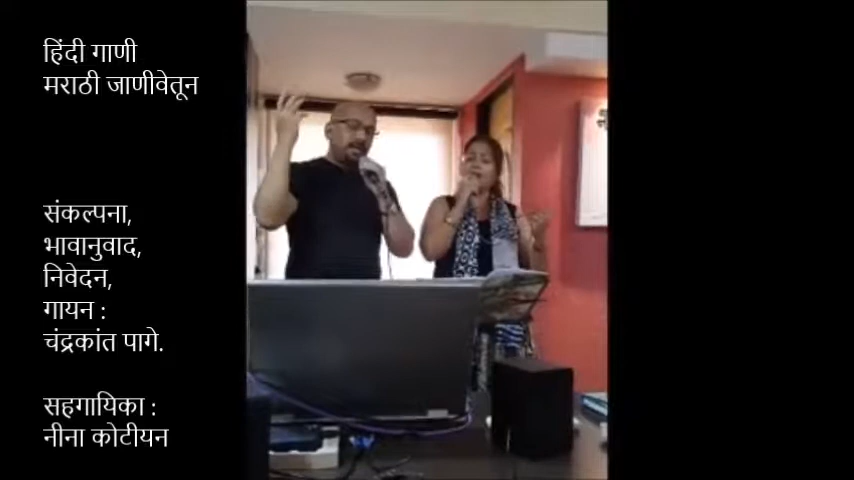 हिंदी गाणी
मराठी जाणीवेतून
संकल्पना,
भावानुवाद,
निवेदन,
गायन :
चंद्रकांत पागे.
सहगायिका :
नीना कोटीयन